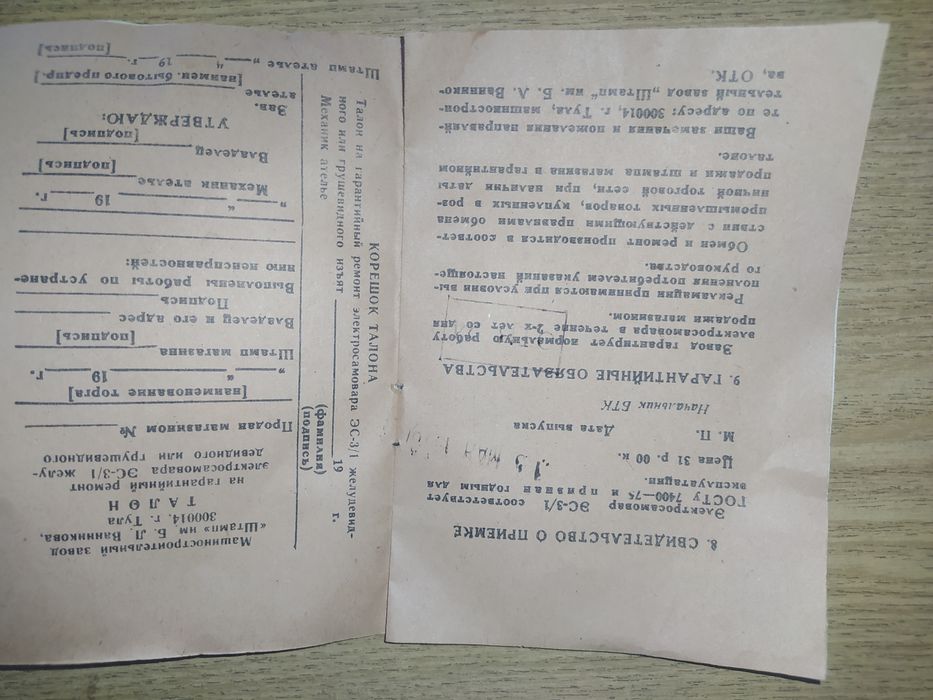 8. СВИДЕТЕЛЬСТВО О ПРИЕМКЕ
Электросамовар ЭС-3/1 соответствует
ГОСТу 7400—75 и признан годным для
эксплуатации.
Цена 31 р. 00 к.
М. П. Дата выпуска
Начальник БТК
9. ГАРАНТИЙНЫЕ ОБЯЗАТЕЛЬСТВА
Завод гарантирует нормальную работу
электросамовара в течение 2-х лет со дня
продажи магазином.
Рекламации принимаются при условии вы-
полнения потребителем указаний настояще-
го руководства.
Обмен и ремонт производится в соответ-
ствии с действующими правилами обмена
промышленных товаров, купленных в роз-
ничной торговой сети, при наличии даты
продажи и штампа магазина в гарантийном
талоне.
Ваши замечания и пожелания направляй-
те по адресу: 300014, г. Тула, машинострои-
тельный завод „Штамп" им. Б. Л. Ваннико-
ва, ОТК.
Машиностроительный завод
«Штамп» им Б. Л. Ванникова,
300014, г. Тула
ТАЛОН
на гарантийный ремонт
электросамовара ЭС-3/1 желу-
девидного или грушевидного
Продан магазином №
[наименование торга]
„ “ 19 г.
Штамп магазина
[подпись]
Владелец и его адрес
Подпись
Выполнены работы по устране-
нию неисправностей:
„ “ 19 г.
Механик ателье
[подпись]
Владелец
[подпись]
УТВЕРЖДАЮ:
Зав.
ателье
[наимен. бытового предпр.]
Штамп ателье „ “ 19 г.
[подпись]
КОРЕШОК ТАЛОНА
Талон на гарантийный ремонт электросамовара ЭС-3/1 желудевид-
ного или грушевидного изъят 19 г.
Механик ателье
(фамилия)
(подпись)